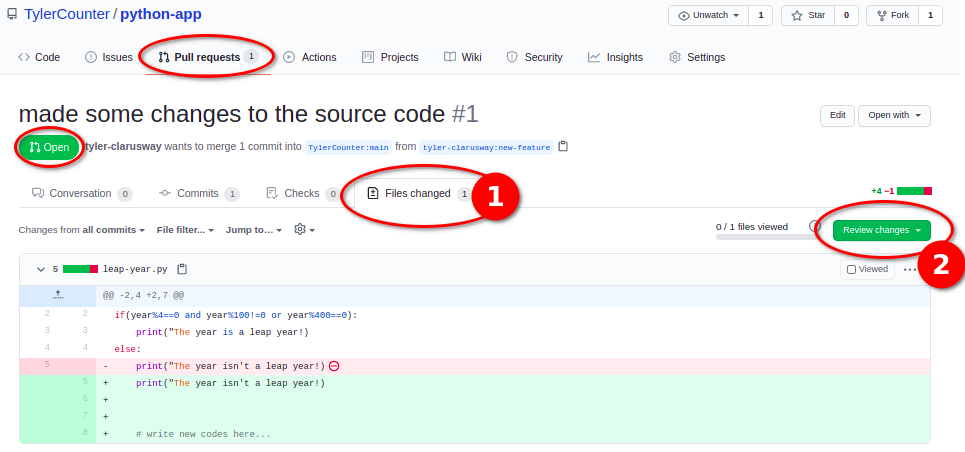 TylerCounter / python-app
Unwatch 1 Star 0 Fork 1
Code Issues Pull requests 1 Actions Projects Wiki Security Insights Settings
made some changes to the source code #1
Edit Open with
Open tyler-clarusway wants to merge 1 commit into TylerCounter:main from tyler-clarusway:new-feature
Conversation 0 Commits 1 Checks 0 Files changed 1
1
+4 −1
Changes from all commits File filter... Jump to...
0 / 1 files viewed
Review changes
2
5 leap-year.py
Viewed
@@ -2,4 +2,7 @@
2 2 if(year%4==0 and year%100!=0 or year%400==0):
3 3 print("The year is a leap year!)
4 4 else:
5 - print("The year isn't a leap year!)
5 + print("The year isn't a leap year!)
6 +
7 +
8 + # write new codes here...